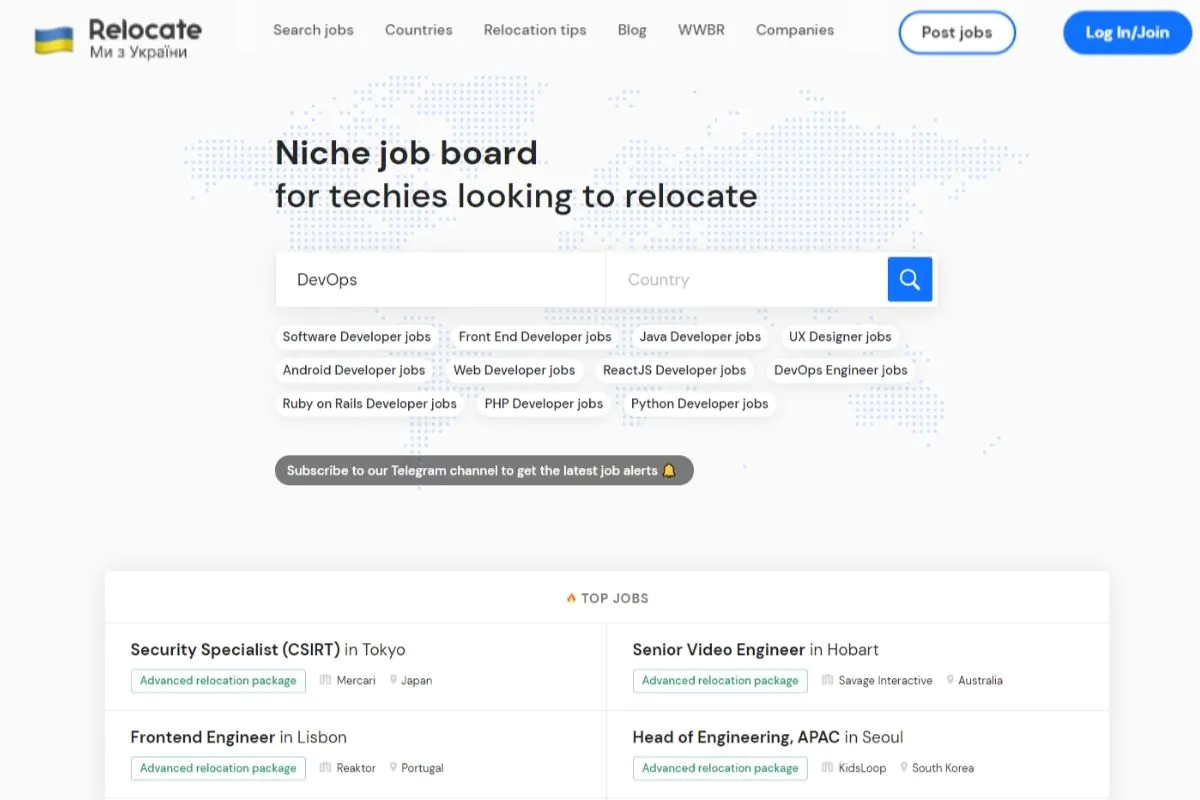 Relocate
Ми з України
Search jobs Countries Relocation tips Blog WWBR Companies Post jobs Log In/Join
Niche job board
for techies looking to relocate
DevOps Country
Software Developer jobs Front End Developer jobs Java Developer jobs UX Designer jobs
Android Developer jobs Web Developer jobs ReactJS Developer jobs DevOps Engineer jobs
Ruby on Rails Developer jobs PHP Developer jobs Python Developer jobs
Subscribe to our Telegram channel to get the latest job alerts 🔔
🔥 TOP JOBS
Security Specialist (CSIRT) in Tokyo
Advanced relocation package Mercari Japan
Senior Video Engineer in Hobart
Advanced relocation package Savage Interactive Australia
Frontend Engineer in Lisbon
Advanced relocation package Reaktor Portugal
Head of Engineering, APAC in Seoul
Advanced relocation package KidsLoop South Korea